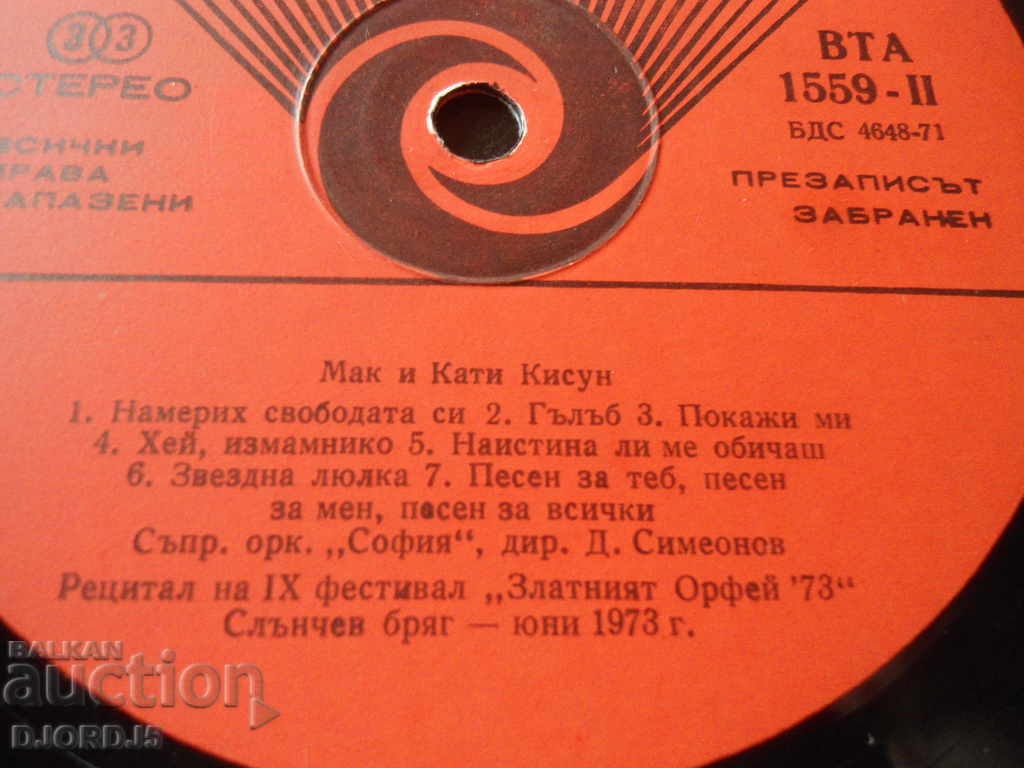 33
СТЕРЕО
ВСИЧКИ
ПРАВА
ЗАПАЗЕНИ
ВТА
1559 - II
БДС 4648-71
ПРЕЗАПИСЪТ
ЗАБРАНЕН
Мак и Кати Кисун
1. Намерих свободата си 2. Гълъб 3. Покажи ми
4. Хей, измамнико 5. Наистина ли ме обичаш
6. Звездна люлка 7. Песен за теб, песен
за мен, песен за всички
Съпр. орк. „София“, дир. Д. Симеонов
Рецитал на IX фестивал „Златният Орфей '73“
Слънчев бряг — юни 1973 г.
BALKAN
auction
DJORDJ5